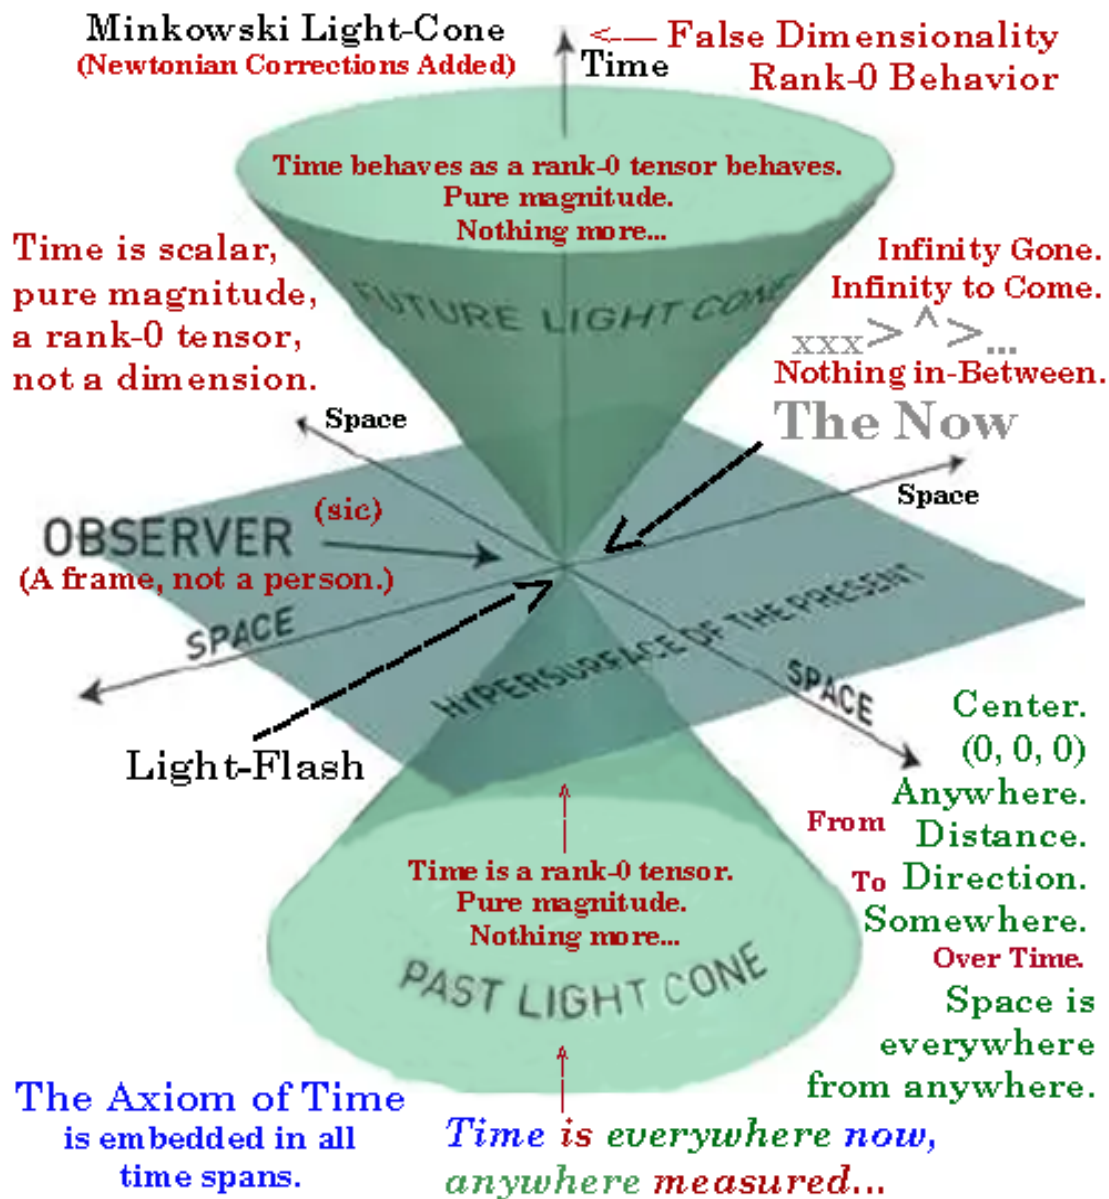 Minkowski Light-Cone
(Newtonian Corrections Added)
<— False Dimensionality
Rank-0 Behavior
Time
Time behaves as a rank-0 tensor behaves.
Pure magnitude.
Nothing more...
Time is scalar,
pure magnitude,
a rank-0 tensor,
not a dimension.
FUTURE LIGHT CONE
Infinity Gone.
Infinity to Come.
xxx> ^ >...
Nothing in-Between.
The Now
Space
Space
OBSERVER
(sic)
(A frame, not a person.)
SPACE
HYPERSURFACE OF THE PRESENT
SPACE
Light-Flash
Center.
(0, 0, 0)
Anywhere.
From
Distance.
To Direction.
Somewhere.
Over Time.
Space is
everywhere
from anywhere.
Time is a rank-0 tensor.
Pure magnitude.
Nothing more...
PAST LIGHT CONE
The Axiom of Time
is embedded in all
time spans.
Time is everywhere now,
anywhere measured...